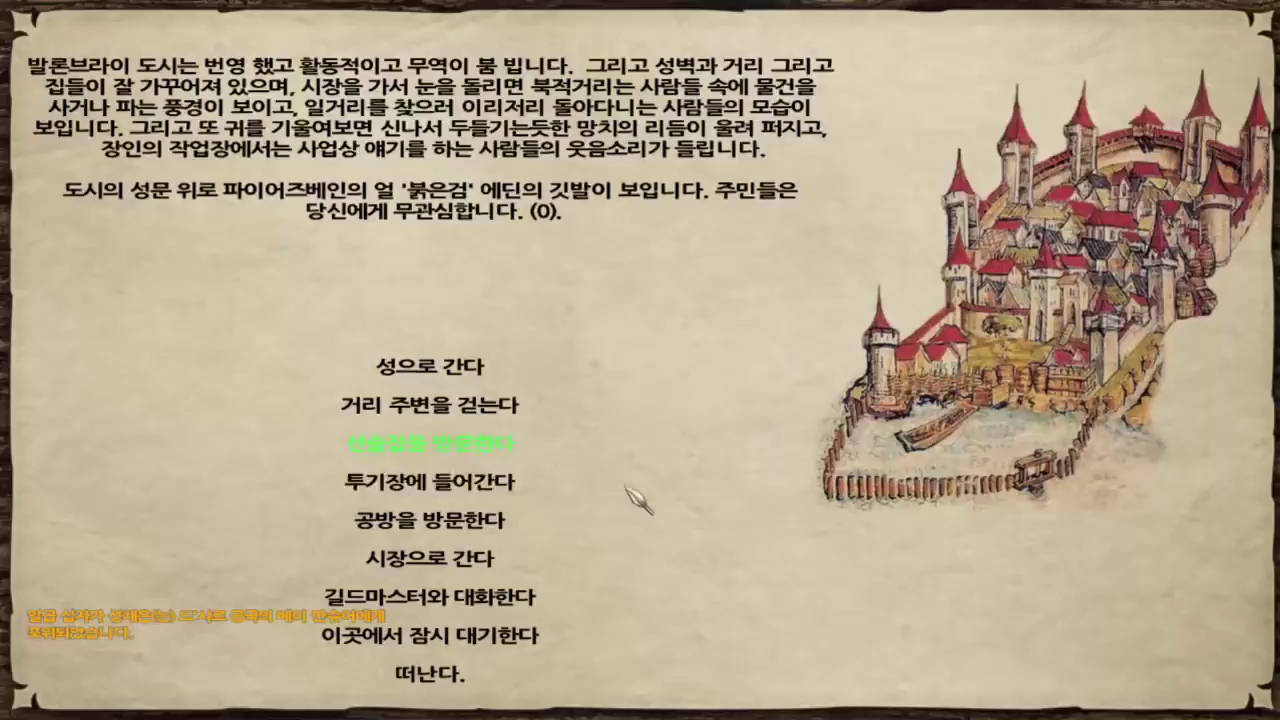 발론브라이 도시는 번영 했고 활동적이고 무역이 붐 빕니다. 그리고 성벽과 거리 그리고
집들이 잘 가꾸어져 있으며, 시장을 가서 눈을 돌리면 북적거리는 사람들 속에 물건을
사거나 파는 풍경이 보이고, 일거리를 찾으러 이리저리 돌아다니는 사람들의 모습이
보입니다. 그리고 또 귀를 기울여보면 신나서 두들기는듯한 망치의 리듬이 울려 퍼지고,
장인의 작업장에서는 사업상 얘기를 하는 사람들의 웃음소리가 들립니다.
도시의 성문 위로 파이어즈베인의 얼 '붉은검' 에딘의 깃발이 보입니다. 주민들은
당신에게 무관심합니다. (0).
성으로 간다
거리 주변을 걷는다
선술집을 방문한다
투기장에 들어간다
공방을 방문한다
시장으로 간다
길드마스터와 대화한다
이곳에서 잠시 대기한다
떠난다.
십자가 공국의
포위되었습니다.